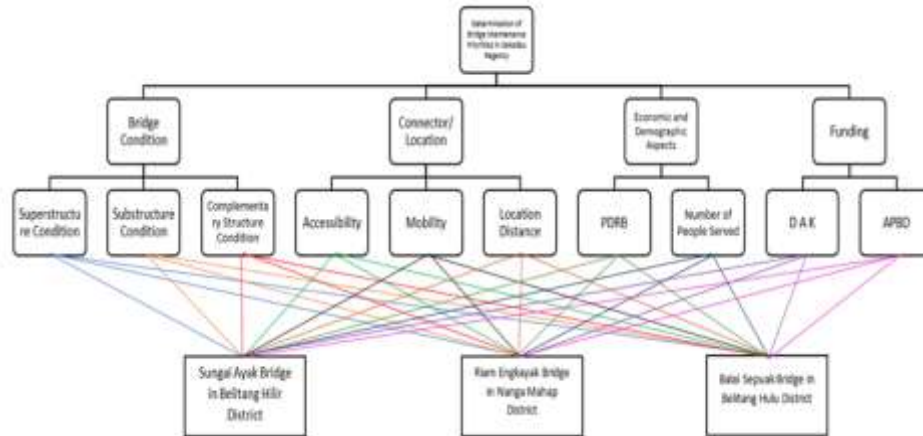 Determination of
Bridge Maintenance
Priorities in Sekadau
Regency
Bridge
Condition
Connector/
Location
Economic and
Demographic
Aspects
Funding
Superstructu
re Condition
Substructure
Condition
Complementa
ry Structure
Condition
Accessibility
Mobility
Location
Distance
PDRB
Number of
People Served
D A K
APBD
Sungai Ayak Bridge
in Belitang Hilir
District
Riam Engkayak Bridge
in Nanga Mahap
District
Balai Sepuak Bridge in
Belitang Hulu District